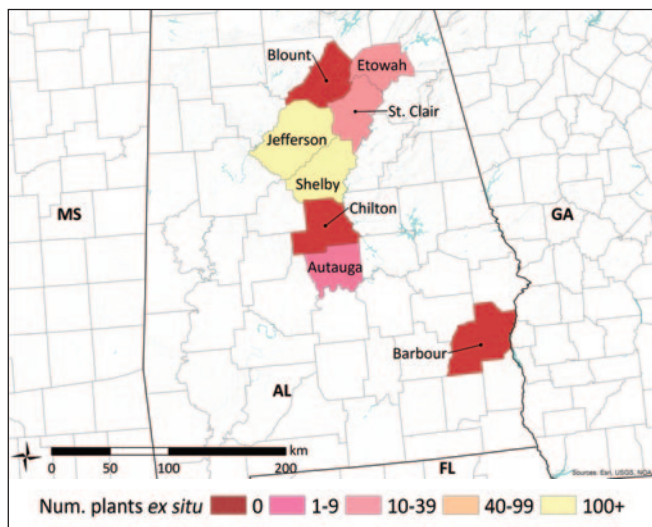 Blount
Etowah
St. Clair
Jefferson
Shelby
MS
Chilton
GA
Autauga
Barbour
AL
km
0 50 100 200
FL
Sources: Esri, USGS, NOA
Num. plants ex situ 0 1-9 10-39 40-99 100+